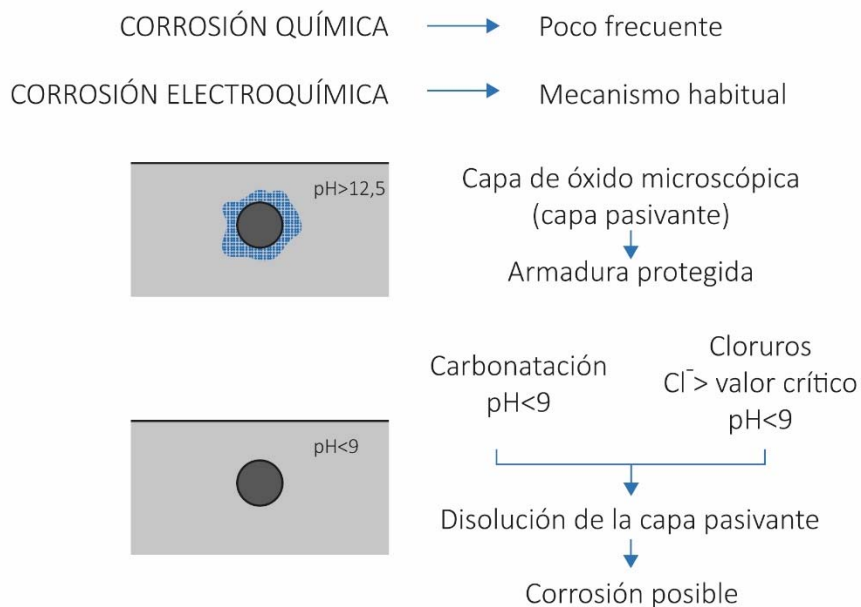 CORROSIÓN QUÍMICA
Poco frecuente
CORROSIÓN ELECTROQUÍMICA
Mecanismo habitual
pH>12,5
Capa de óxido microscópica
(capa pasivante)
Armadura protegida
Carbonatación
pH<9
Cloruros
Cl⁻> valor crítico
pH<9
pH<9
Disolución de la capa pasivante
Corrosión posible